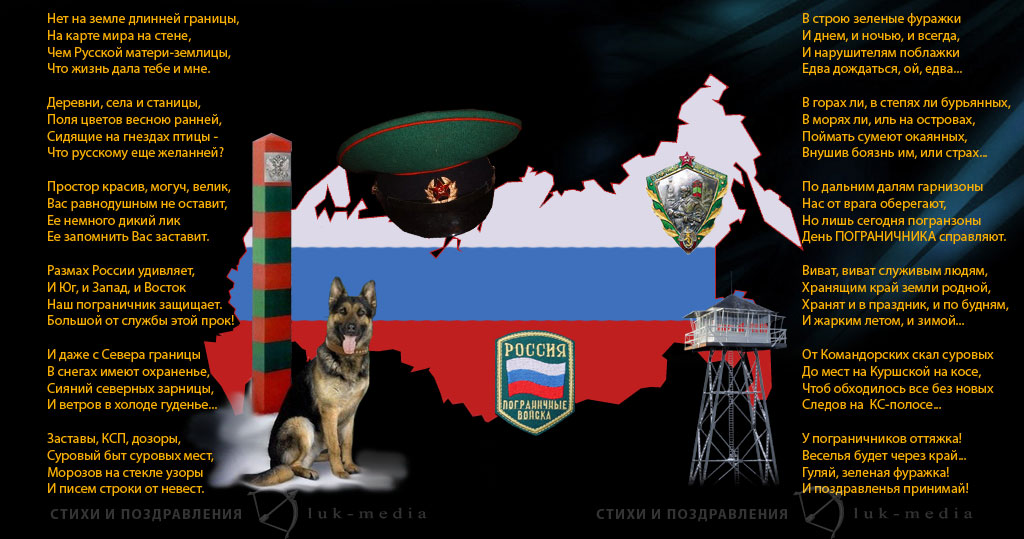 Нет на земле длинней границы,
На карте мира на стене,
Чем Русской матери-землицы,
Что жизнь дала тебе и мне.
Деревни, села и станицы,
Поля цветов весною ранней,
Сидящие на гнездах птицы -
Что русскому еще желанней?
Простор красив, могуч, велик,
Вас равнодушным не оставит,
Ее немного дикий лик
Ее запомнить Вас заставит.
Размах России удивляет,
И Юг, и Запад, и Восток
Наш пограничник защищает.
Большой от службы этой прок!
И даже с Севера границы
В снегах имеют охраненье,
Сияний северных зарницы,
И ветров в холоде гуденье...
Заставы, КСП, дозоры,
Суровый быт суровых мест,
Морозов на стекле узоры
И писем строки от невест.
СТИХИ И ПОЗДРАВЛЕНИЯ
luk-media
РОССИЯ
ПОГРАНИЧНЫЕ
ВОЙСКА
В строю зеленые фуражки
И днем, и ночью, и всегда,
И нарушителям поблажки
Едва дождаться, ой, едва...
В горах ли, в степях ли бурьянных,
В морях ли, иль на островах,
Поймать сумеют окаянных,
Внушив боязнь им, или страх...
По дальним далям гарнизоны
Нас от врага оберегают,
Но лишь сегодня погранзоны
День ПОГРАНИЧНИКА справляют.
Виват, виват служивым людям,
Хранящим край земли родной,
Хранят и в праздник, и по будням,
И жарким летом, и зимой...
От Командорских скал суровых
До мест на Куршской на косе,
Чтоб обходилось все без новых
Следов на КС-полосе...
У пограничников оттяжка!
Веселья будет через край...
Гуляй, зеленая фуражка!
И поздравленья принимай!
СТИХИ И ПОЗДРАВЛЕНИЯ
luk-media